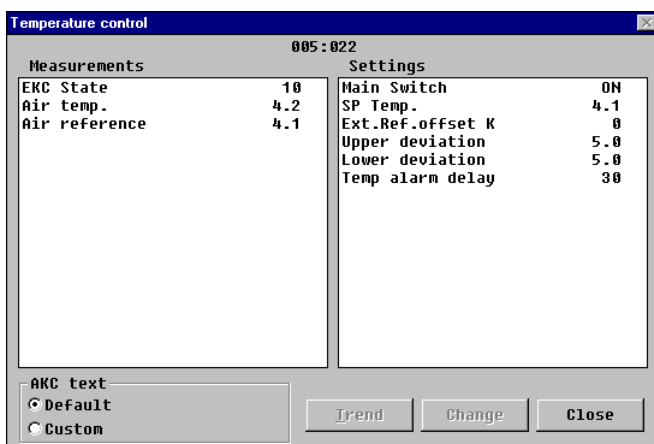 Temperature control
005:022
Measurements Settings
EKC State 10 Main Switch ON
Air temp. 4.2 SP Temp. 4.1
Air reference 4.1 Ext.Ref.offset K 0
Upper deviation 5.0
Lower deviation 5.0
Temp alarm delay 30
AKC text
Default
Custom
Trend Change Close